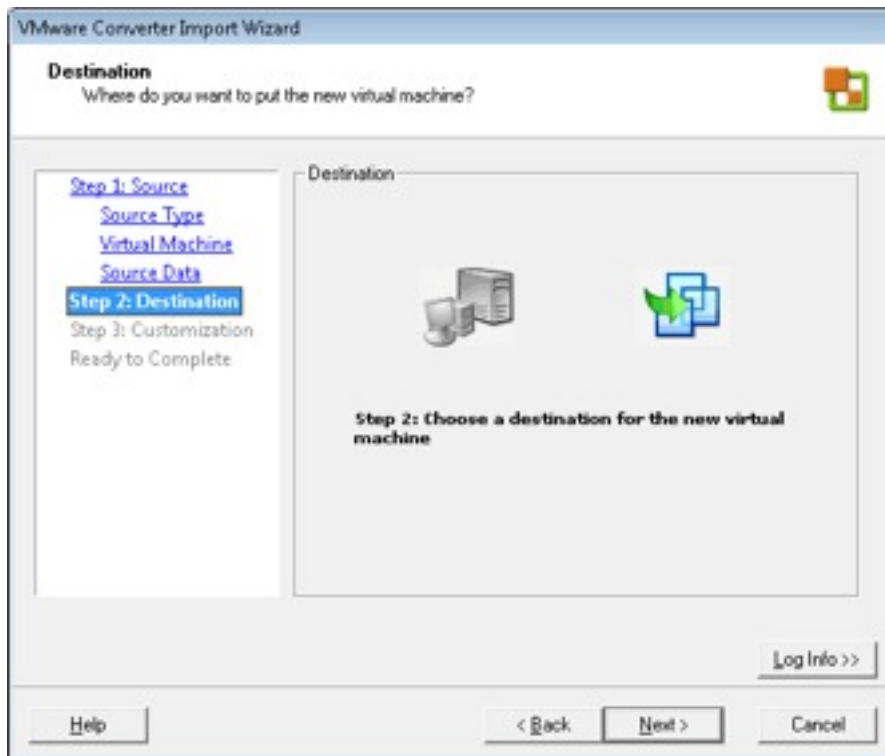 VMware Converter Import Wizard
Destination
Where do you want to put the new virtual machine?
Step 1: Source
Source Type
Virtual Machine
Source Data
Step 2: Destination
Step 3: Customization
Ready to Complete
Destination
Step 2: Choose a destination for the new virtual
machine
Log Info >>
Help
< Back
Next >
Cancel